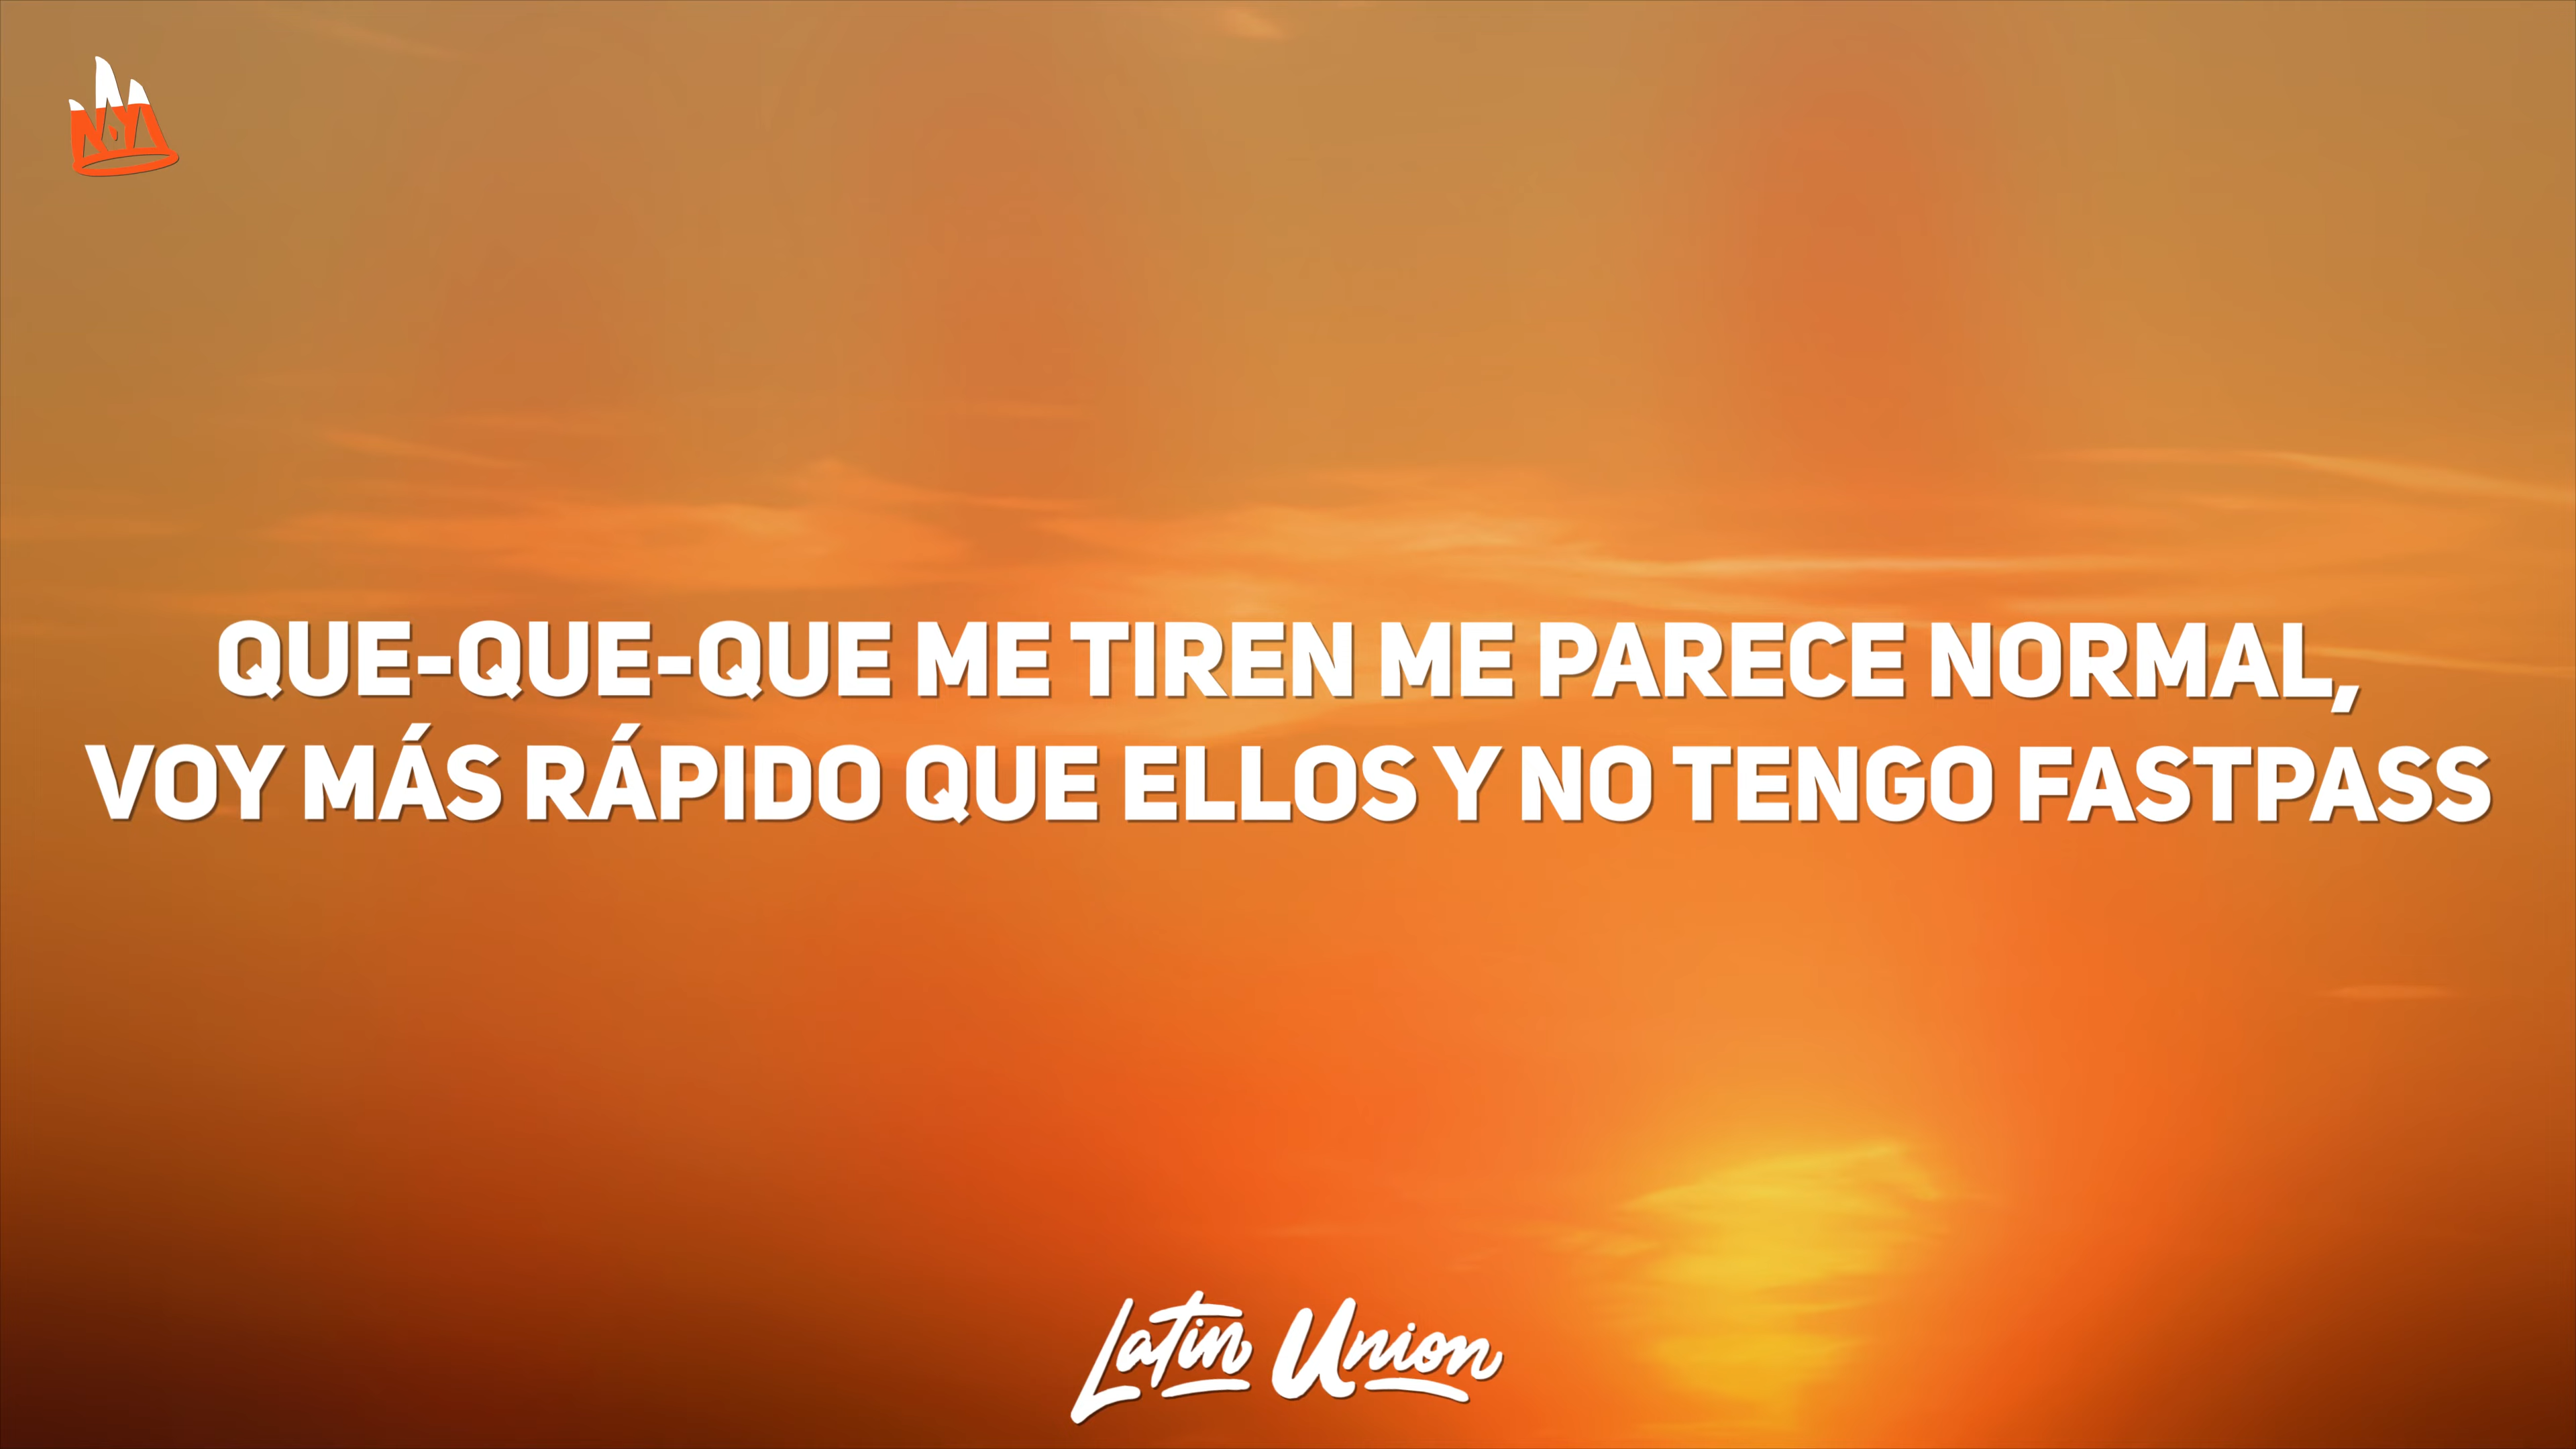 QUE-QUE-QUE ME TIREN ME PARECE NORMAL,
VOY MÁS RÁPIDO QUE ELLOS Y NO TENGO FASTPASS
Latin Union